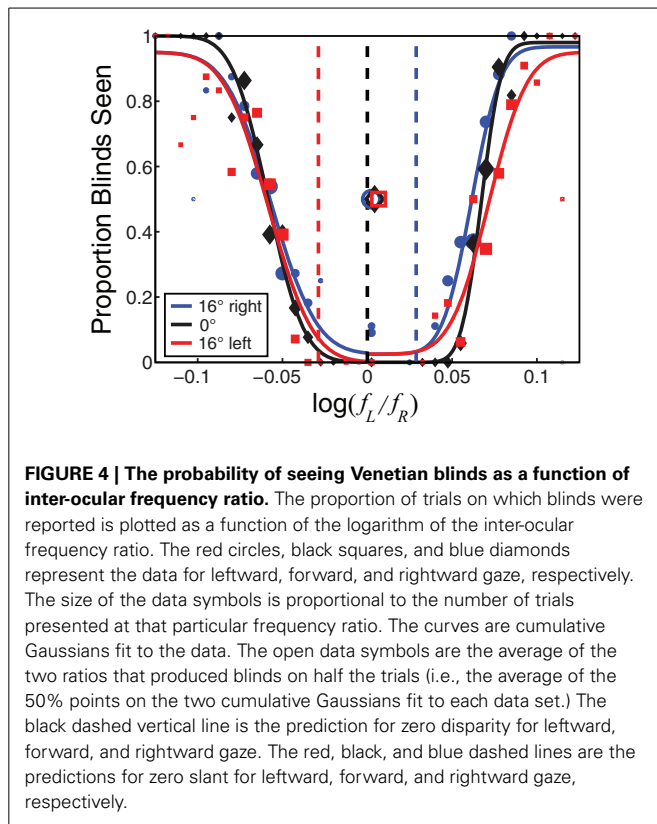 Proportion Blinds Seen
1
0.8
0.6
0.4
0.2
0
16° right
0°
16° left
−0.1
−0.05
0
0.05
0.1
log(f_L/f_R)
FIGURE 4 | The probability of seeing Venetian blinds as a function of
inter-ocular frequency ratio. The proportion of trials on which blinds were
reported is plotted as a function of the logarithm of the inter-ocular
frequency ratio. The red circles, black squares, and blue diamonds
represent the data for leftward, forward, and rightward gaze, respectively.
The size of the data symbols is proportional to the number of trials
presented at that particular frequency ratio. The curves are cumulative
Gaussians fit to the data. The open data symbols are the average of the
two ratios that produced blinds on half the trials (i.e., the average of the
50% points on the two cumulative Gaussians fit to each data set.) The
black dashed vertical line is the prediction for zero disparity for leftward,
forward, and rightward gaze. The red, black, and blue dashed lines are the
predictions for zero slant for leftward, forward, and rightward gaze,
respectively.